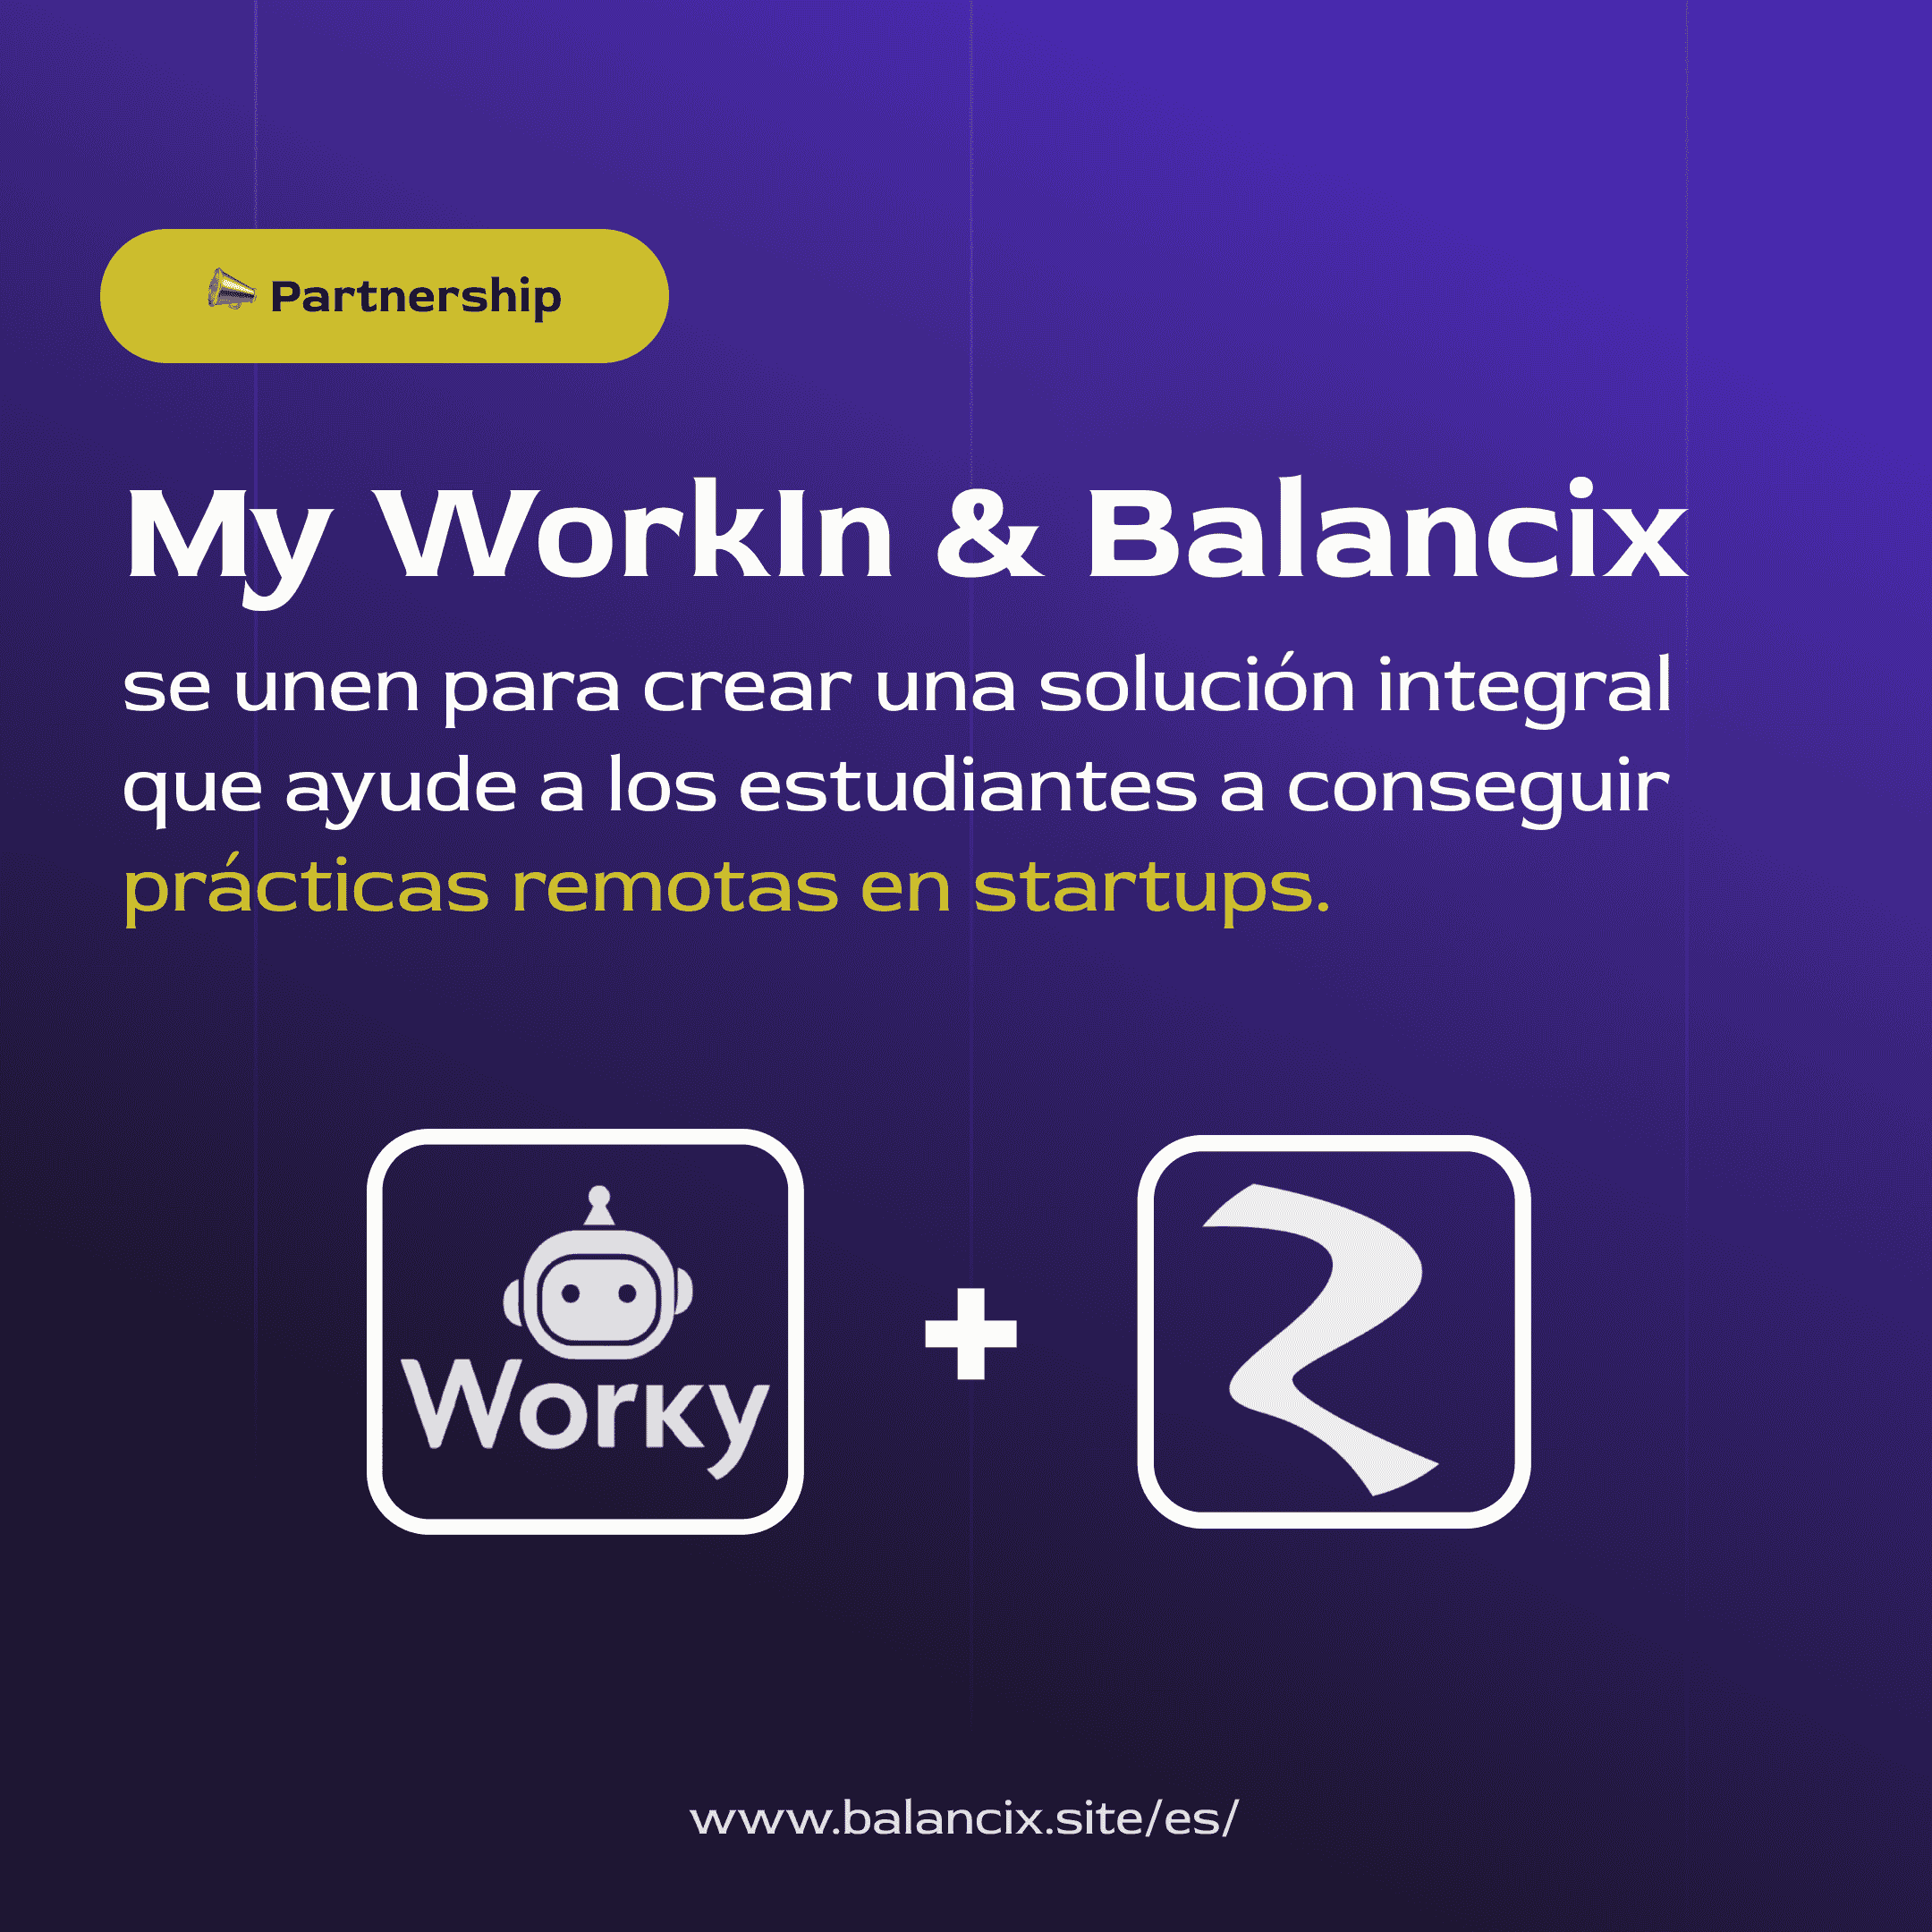 Partnership
My WorkIn & Balancix
se unen para crear una solución integral
que ayude a los estudiantes a conseguir
prácticas remotas en startups.
Worky
+
www.balancix.site/es/